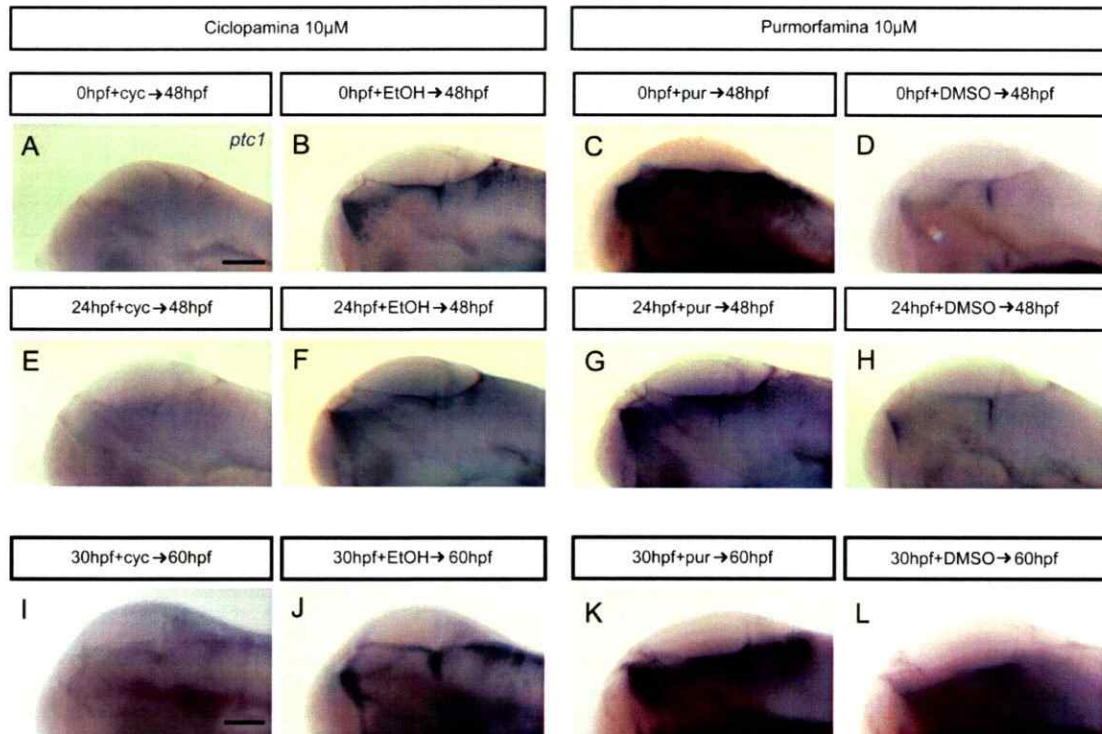 Ciclopamina 10µM
Purmorfamina 10µM
0hpf+cyc→48hpf
0hpf+EtOH→48hpf
0hpf+pur→48hpf
0hpf+DMSO→48hpf
A
ptc1
B
C
D
24hpf+cyc→48hpf
24hpf+EtOH→48hpf
24hpf+pur→48hpf
24hpf+DMSO→48hpf
E
F
G
H
30hpf+cyc→60hpf
30hpf+EtOH→60hpf
30hpf+pur→60hpf
30hpf+DMSO→60hpf
I
J
K
L